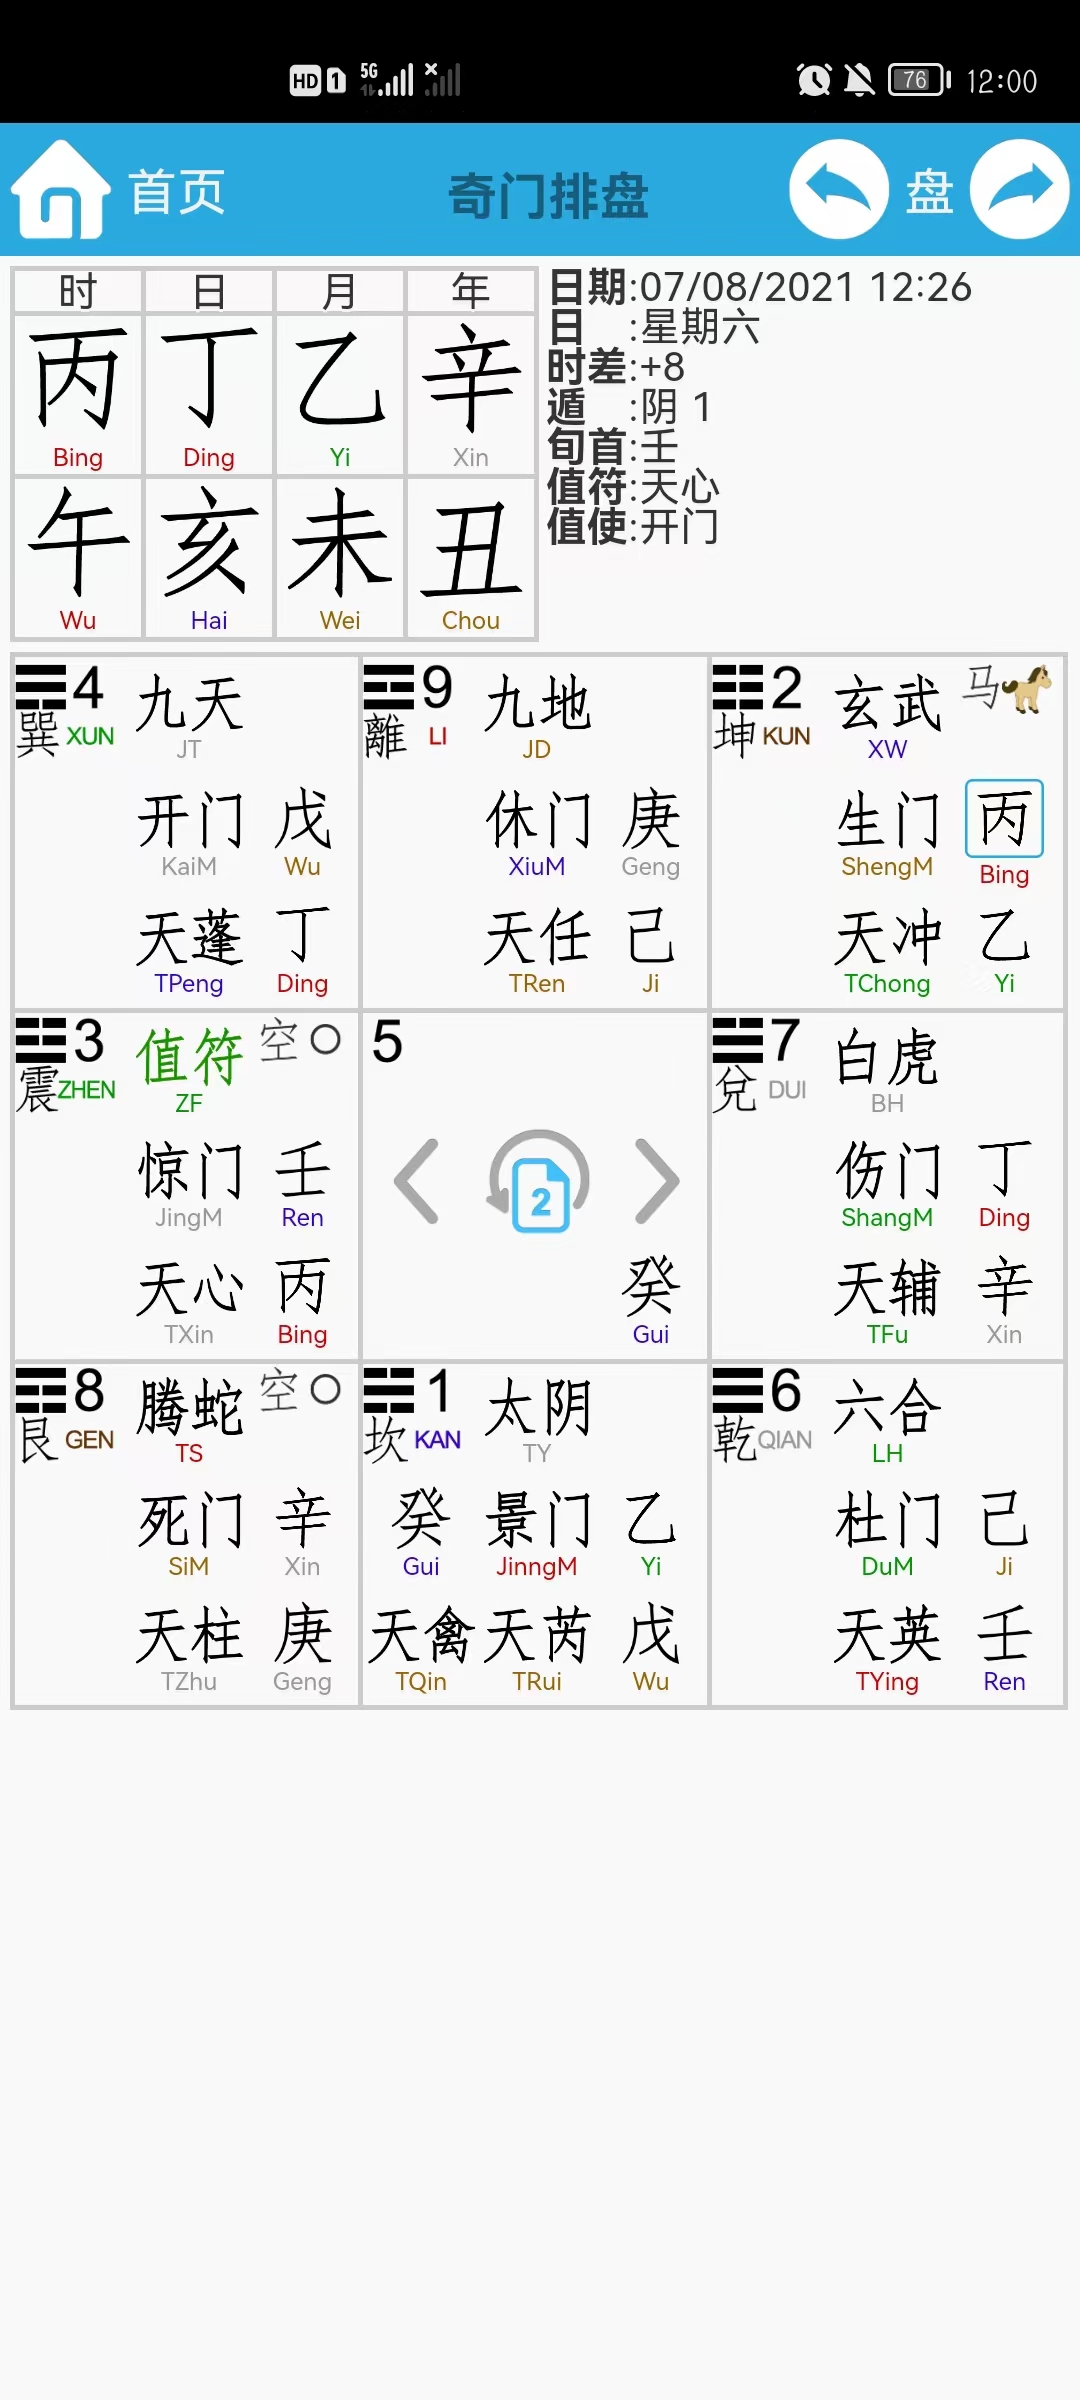 HD 1 5G 76 12:00
首页 奇门排盘 盘
时 日 月 年
丙 丁 乙 辛
Bing Ding Yi Xin
午 亥 未 丑
Wu Hai Wei Chou
日期:07/08/2021 12:26
日 :星期六
时差:+8
遁 :阴 1
旬首:壬
值符:天心
值使:开门
4 九天
巽 XUN JT
开门 戊
KaiM Wu
天蓬 丁
TPeng Ding
9 九地
離 LI JD
休门 庚
XiuM Geng
天任 己
TRen Ji
2 玄武 马
坤 KUN XW
生门 丙
ShengM Bing
天冲 乙
TChong Yi
3 值符 空
震 ZHEN ZF
惊门 壬
JingM Ren
天心 丙
TXin Bing
5
2
癸
Gui
7 白虎
兌 DUI BH
伤门 丁
ShangM Ding
天辅 辛
TFu Xin
8 腾蛇 空
艮 GEN TS
死门 辛
SiM Xin
天柱 庚
TZhu Geng
1 太阴
坎 KAN TY
癸 景门 乙
Gui JinngM Yi
天禽 天芮 戊
TQin TRui Wu
6 六合
乾 QIAN LH
杜门 己
DuM Ji
天英 壬
TYing Ren